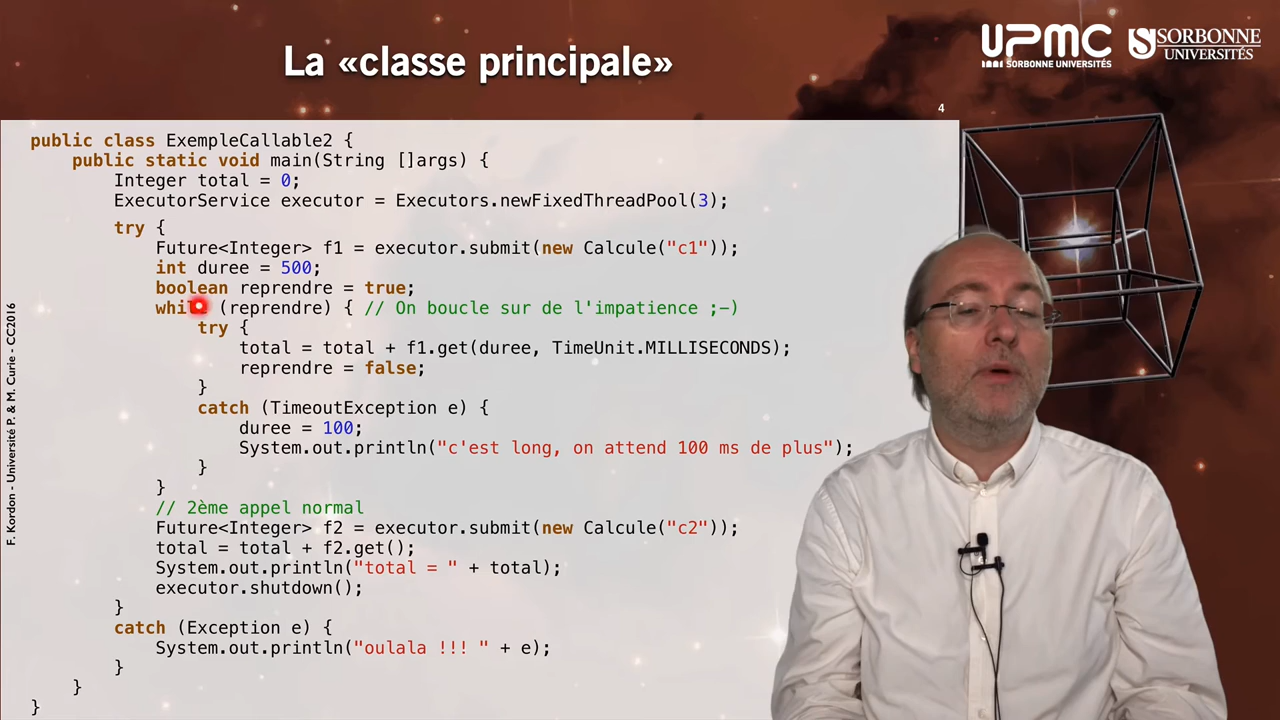 La «classe principale»
UPMC
SORBONNE UNIVERSITÉS
SORBONNE
UNIVERSITÉS
4
public class ExempleCallable2 {
public static void main(String []args) {
Integer total = 0;
ExecutorService executor = Executors.newFixedThreadPool(3);
try {
Future<Integer> f1 = executor.submit(new Calcule("c1"));
int duree = 500;
boolean reprendre = true;
while (reprendre) { // On boucle sur de l'impatience ;-)
try {
total = total + f1.get(duree, TimeUnit.MILLISECONDS);
reprendre = false;
}
catch (TimeoutException e) {
duree = 100;
System.out.println("c'est long, on attend 100 ms de plus");
}
}
// 2ème appel normal
Future<Integer> f2 = executor.submit(new Calcule("c2"));
total = total + f2.get();
System.out.println("total = " + total);
executor.shutdown();
}
catch (Exception e) {
System.out.println("oulala !!! " + e);
}
}
}
F. Kordon - Université P. & M. Curie - CC2016